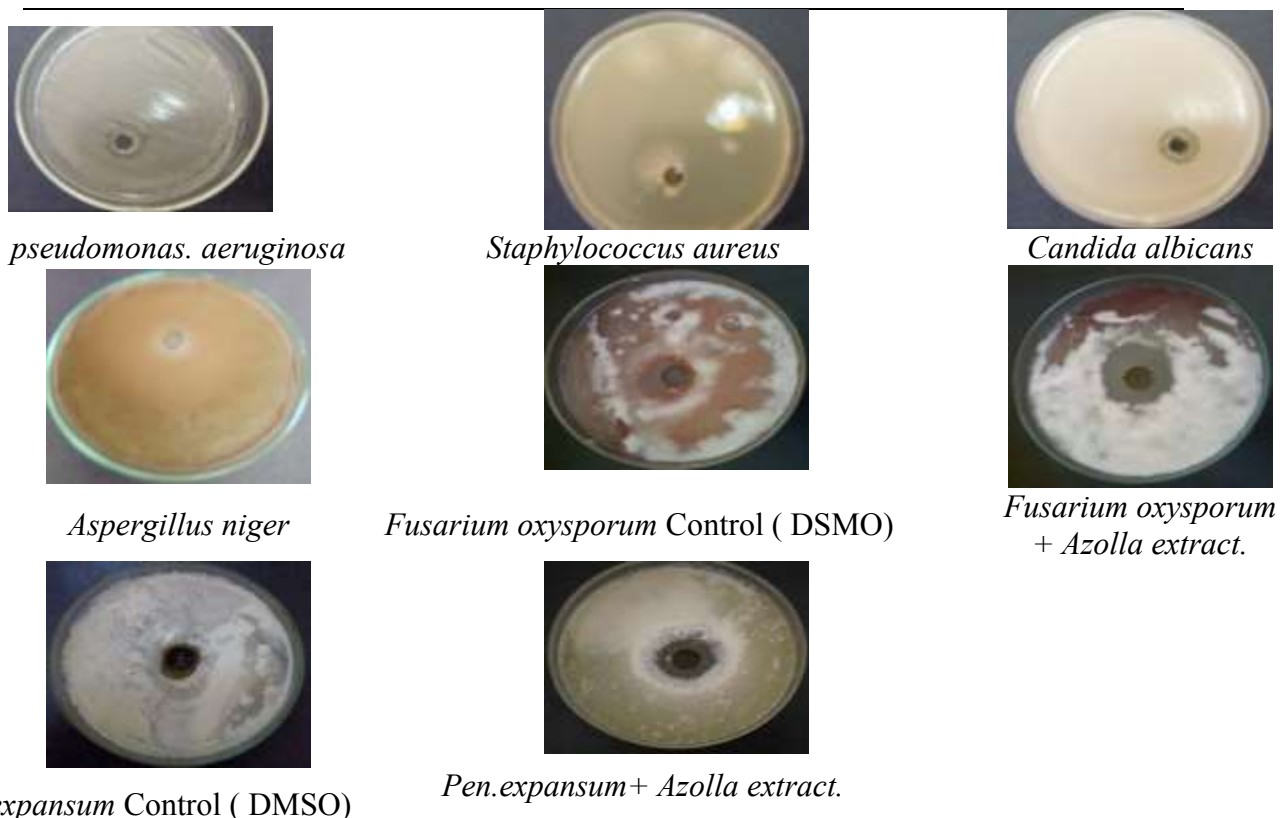 pseudomonas. aeruginosa
Staphylococcus aureus
Candida albicans
Aspergillus niger
Fusarium oxysporum Control ( DSMO)
Fusarium oxysporum
+ Azolla extract.
expansum Control ( DMSO)
Pen.expansum+ Azolla extract.